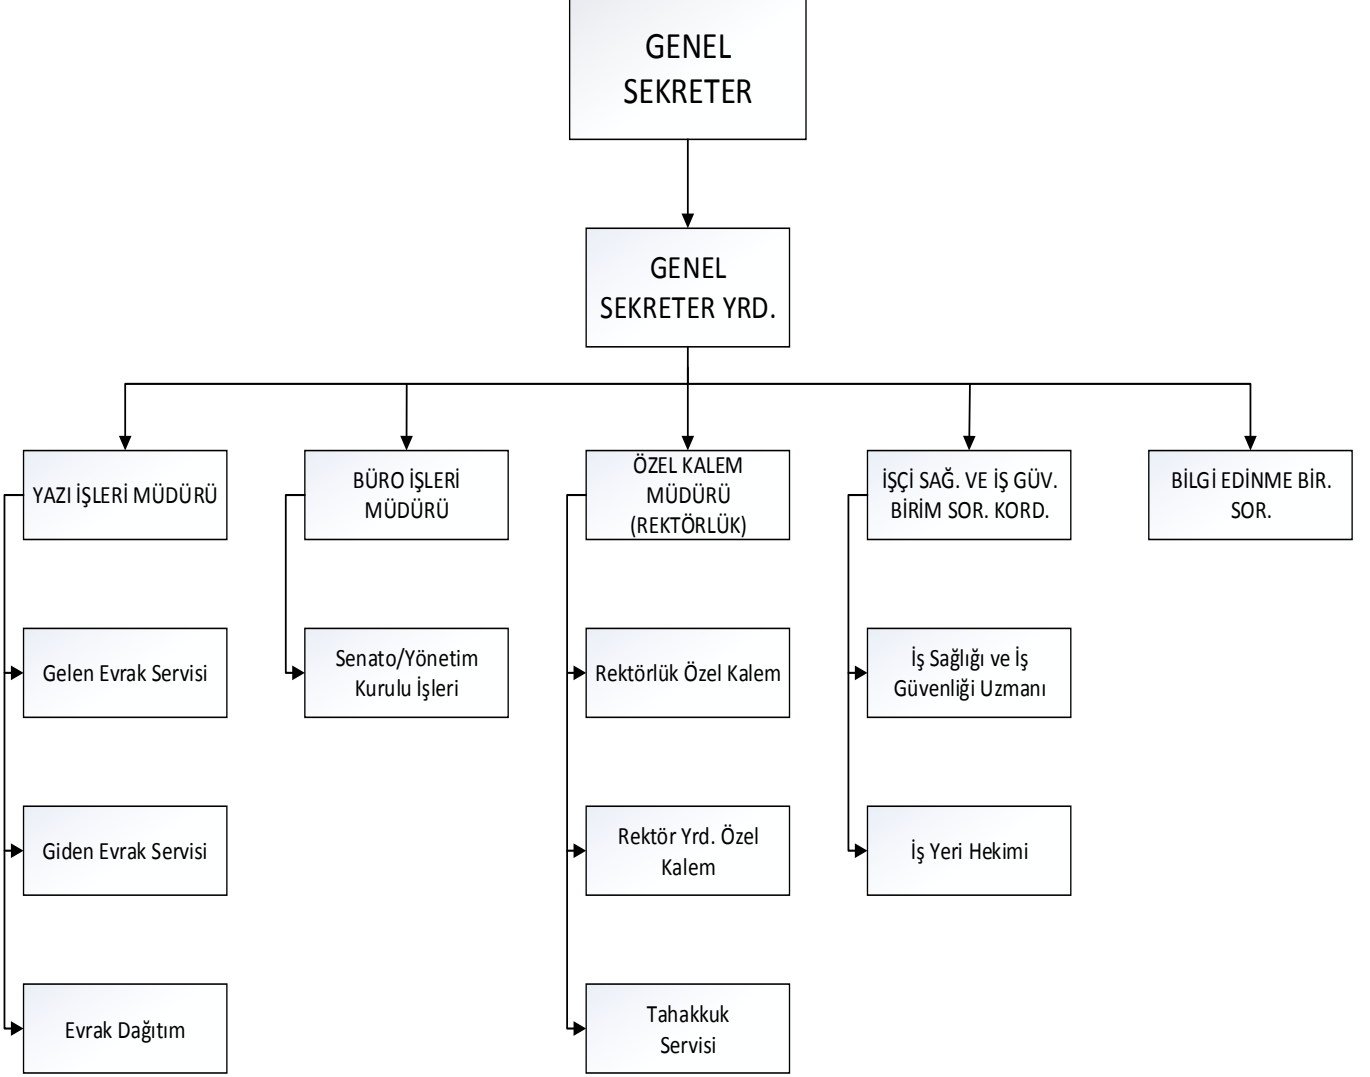 GENEL
SEKRETER
GENEL
SEKRETER YRD.
YAZI İŞLERİ MÜDÜRÜ
BÜRO İŞLERİ
MÜDÜRÜ
ÖZEL KALEM
MÜDÜRÜ
(REKTÖRLÜK)
İŞÇİ SAĞ. VE İŞ GÜV.
BİRİM SOR. KORD.
BİLGİ EDİNME BİR.
SOR.
Gelen Evrak Servisi
Senato/Yönetim
Kurulu İşleri
Rektörlük Özel Kalem
İş Sağlığı ve İş
Güvenliği Uzmanı
Giden Evrak Servisi
Rektör Yrd. Özel
Kalem
İş Yeri Hekimi
Evrak Dağıtım
Tahakkuk
Servisi